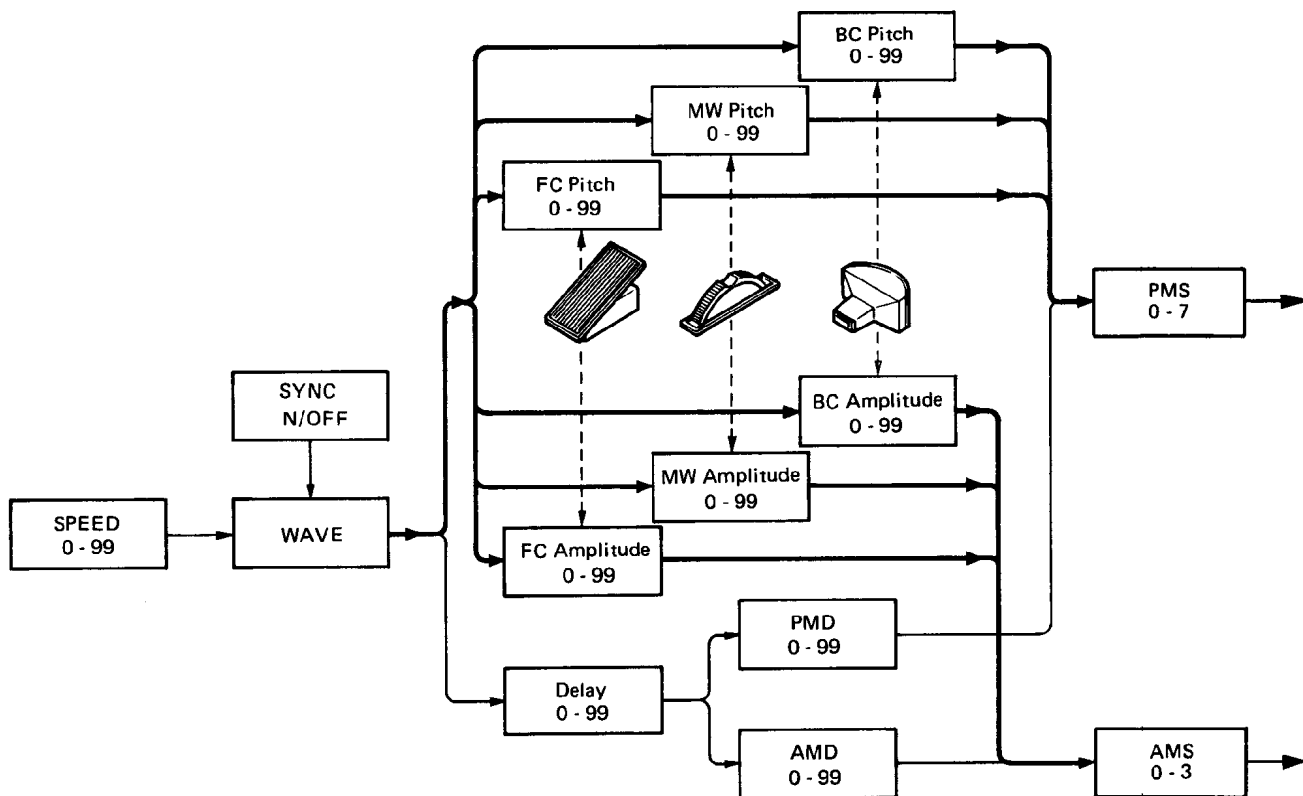 BC Pitch
0 - 99
MW Pitch
0 - 99
FC Pitch
0 - 99
PMS
0 - 7
SYNC
N/OFF
BC Amplitude
0 - 99
MW Amplitude
0 - 99
SPEED
0 - 99
WAVE
FC Amplitude
0 - 99
PMD
0 - 99
Delay
0 - 99
AMD
0 - 99
AMS
0 - 3